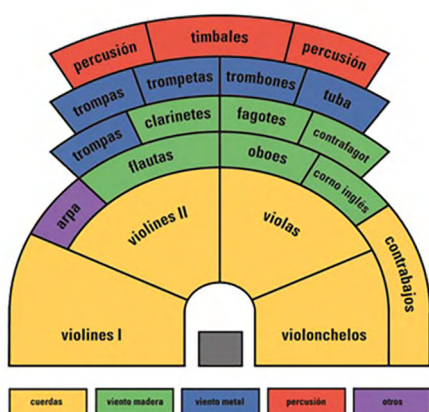 percusión timbales percusión
trompas trompetas trombones tuba
trompas clarinetes fagotes contrafagot
flautas oboes corno inglés
arpa violines II violas contrabajos
violines I violonchelos
cuerdas viento madera viento metal percusión otros